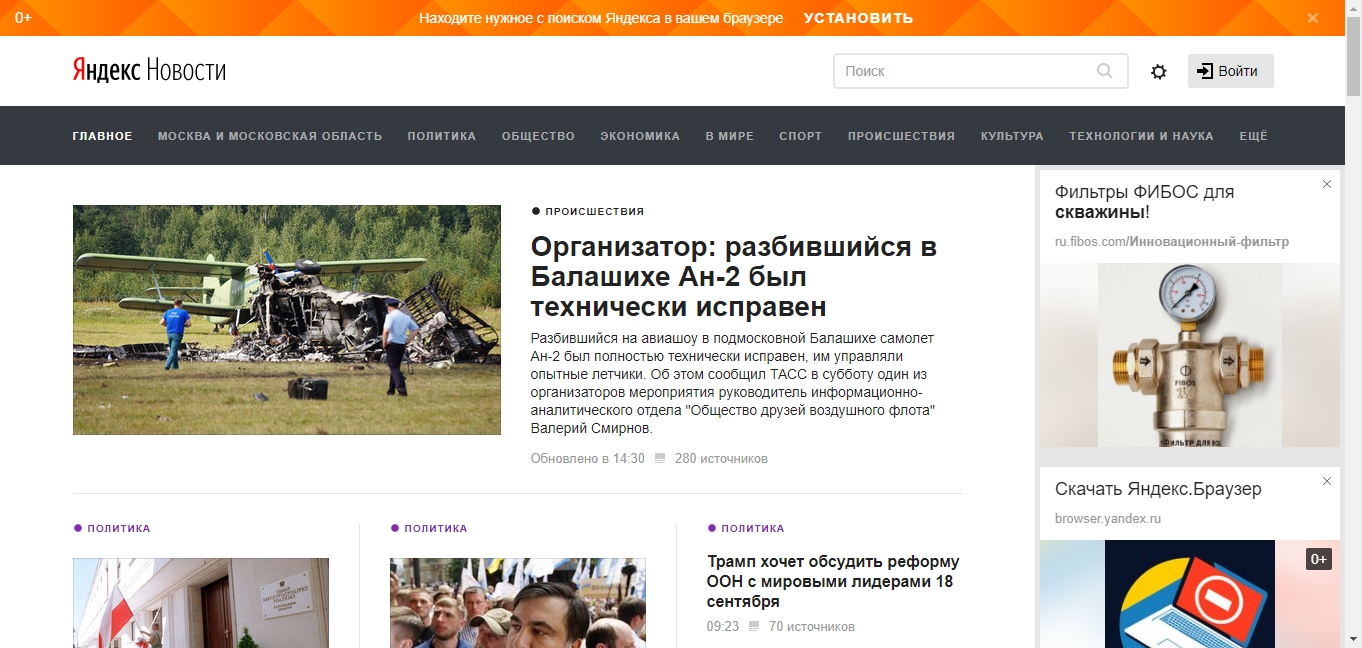 0+
Находите нужное с поиском Яндекса в вашем браузере УСТАНОВИТЬ
Яндекс Новости
Поиск
Войти
ГЛАВНОЕ МОСКВА И МОСКОВСКАЯ ОБЛАСТЬ ПОЛИТИКА ОБЩЕСТВО ЭКОНОМИКА В МИРЕ СПОРТ ПРОИСШЕСТВИЯ КУЛЬТУРА ТЕХНОЛОГИИ И НАУКА ЕЩЁ
ПРОИСШЕСТВИЯ
Организатор: разбившийся в
Балашихе Ан-2 был
технически исправен
Разбившийся на авиашоу в подмосковной Балашихе самолет
Ан-2 был полностью технически исправен, им управляли
опытные летчики. Об этом сообщил ТАСС в субботу один из
организаторов мероприятия руководитель информационно-
аналитического отдела "Общество друзей воздушного флота"
Валерий Смирнов.
Обновлено в 14:30 280 источников
ПОЛИТИКА
ПОЛИТИКА
ПОЛИТИКА
Трамп хочет обсудить реформу
ООН с мировыми лидерами 18
сентября
09:23 70 источников
Фильтры ФИБОС для
скважины!
ru.fibos.com/Инновационный-фильтр
FIBOS
ФИЛЬТР ДЛЯ ВОД
Скачать Яндекс.Браузер
browser.yandex.ru
0+